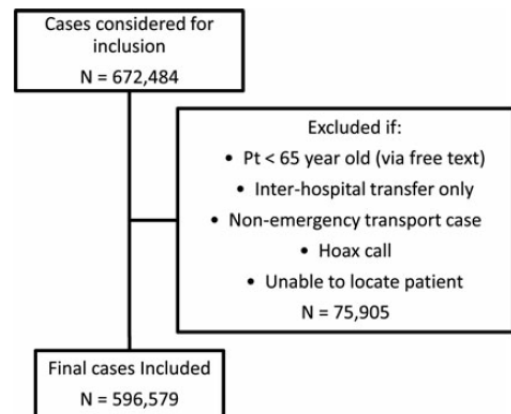 Cases considered for
inclusion
N = 672,484
Excluded if:
• Pt < 65 year old (via free text)
• Inter-hospital transfer only
• Non-emergency transport case
• Hoax call
• Unable to locate patient
N = 75,905
Final cases Included
N = 596,579